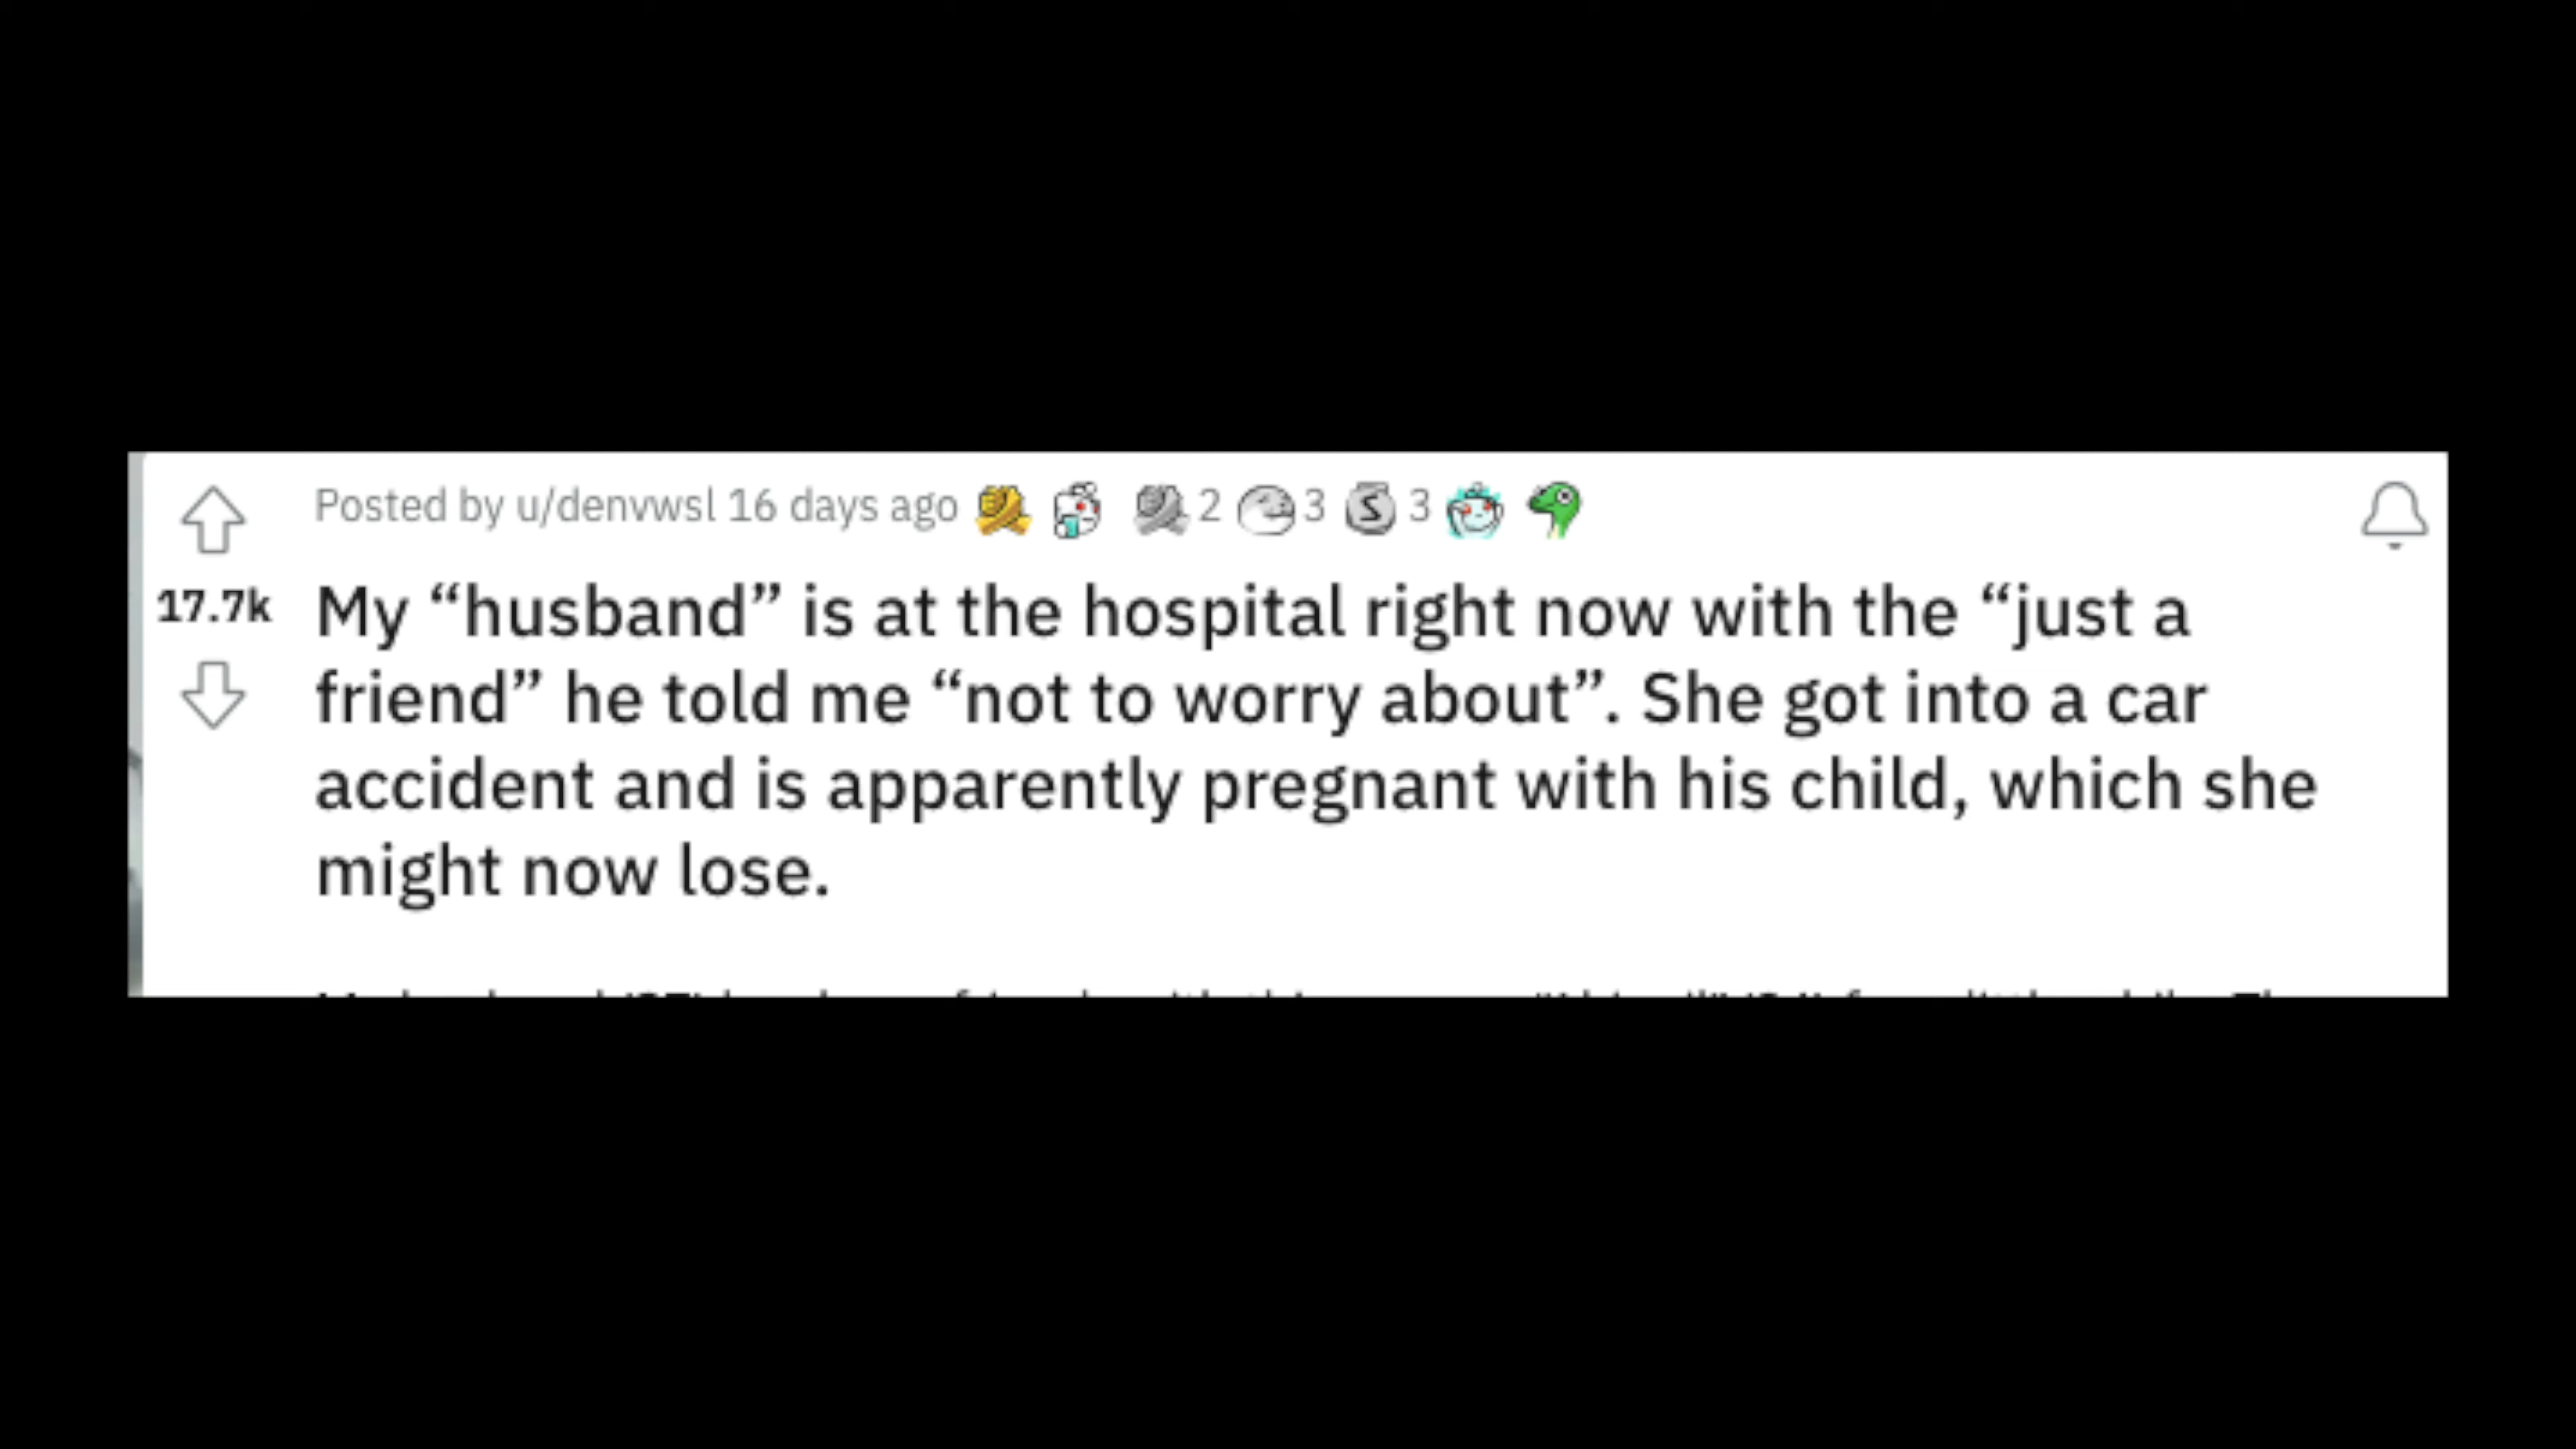 Posted by u/denvwsl 16 days ago 2 3 3
17.7k
My “husband” is at the hospital right now with the “just a
friend” he told me “not to worry about”. She got into a car
accident and is apparently pregnant with his child, which she
might now lose.